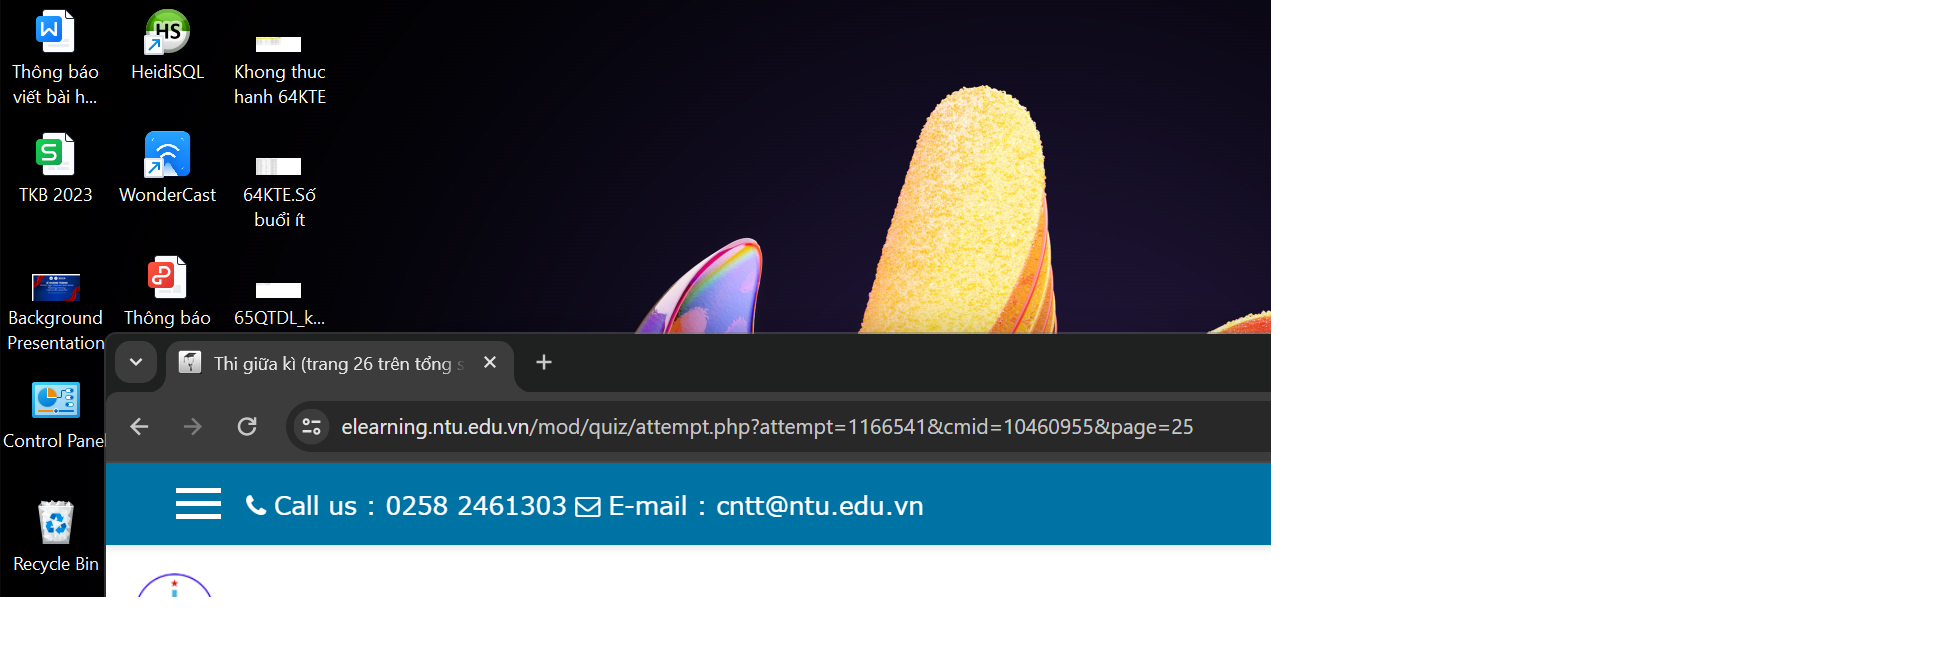 Thông báo
viết bài h...
HeidiSQL
Khong thuc
hanh 64KTE
TKB 2023
WonderCast
64KTE.Số
buổi ít
Background
Presentation
Thông báo
65QTDL_k...
Control Panel
Recycle Bin
Thi giữa kì (trang 26 trên tổng s
elearning.ntu.edu.vn/mod/quiz/attempt.php?attempt=1166541&cmid=10460955&page=25
Call us : 0258 2461303 E-mail : cntt@ntu.edu.vn